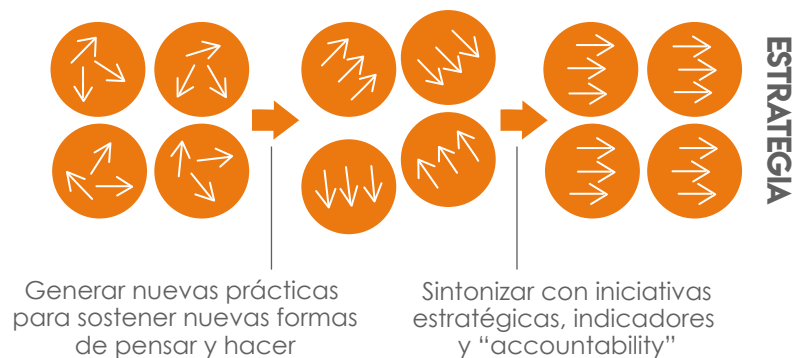 ESTRATEGIA
Generar nuevas prácticas
para sostener nuevas formas
de pensar y hacer
Sintonizar con iniciativas
estratégicas, indicadores
y “accountability”